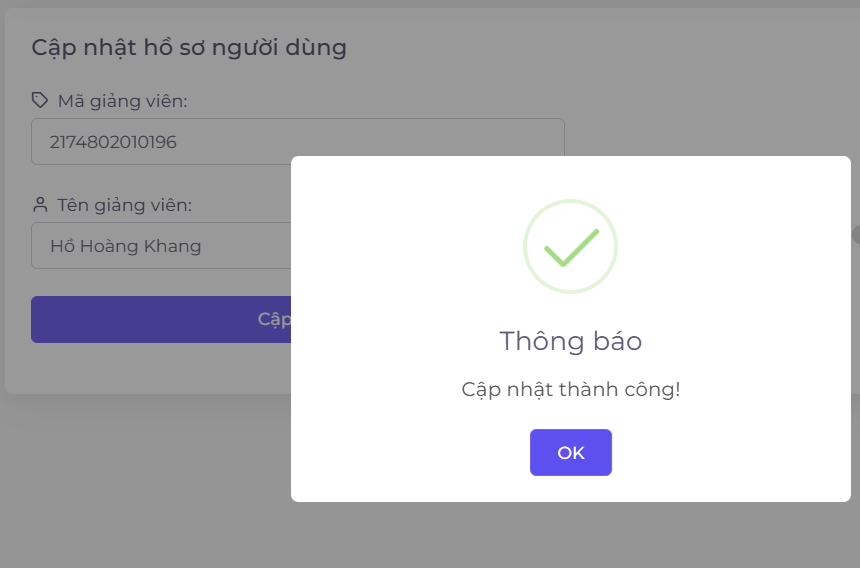 Cập nhật hồ sơ người dùng
Mã giảng viên:
2174802010196
Tên giảng viên:
Hồ Hoàng Khang
Cập
Thông báo
Cập nhật thành công!
OK